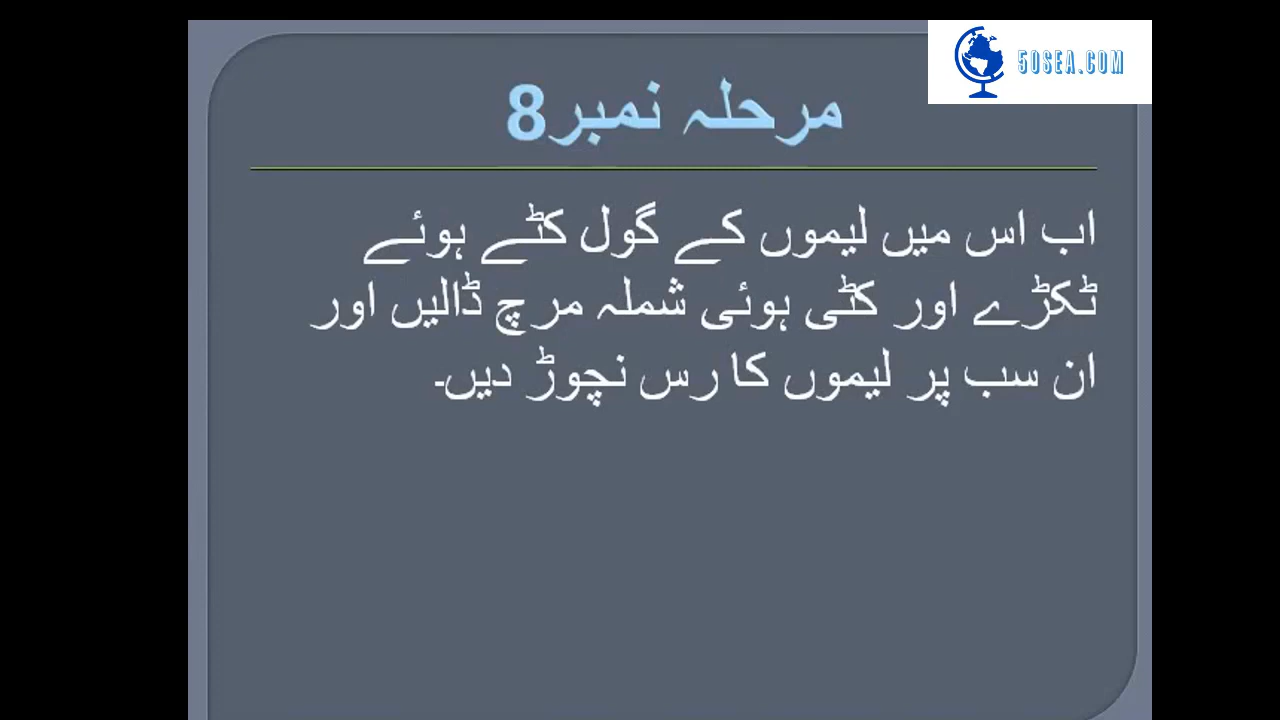 50SEA.COM
مرحلہ نمبر8
اب اس میں لیموں کے گول کٹے ہوئے
ٹکڑے اور کٹی ہوئی شملہ مرچ ڈالیں اور
ان سب پر لیموں کا رس نچوڑ دیں۔